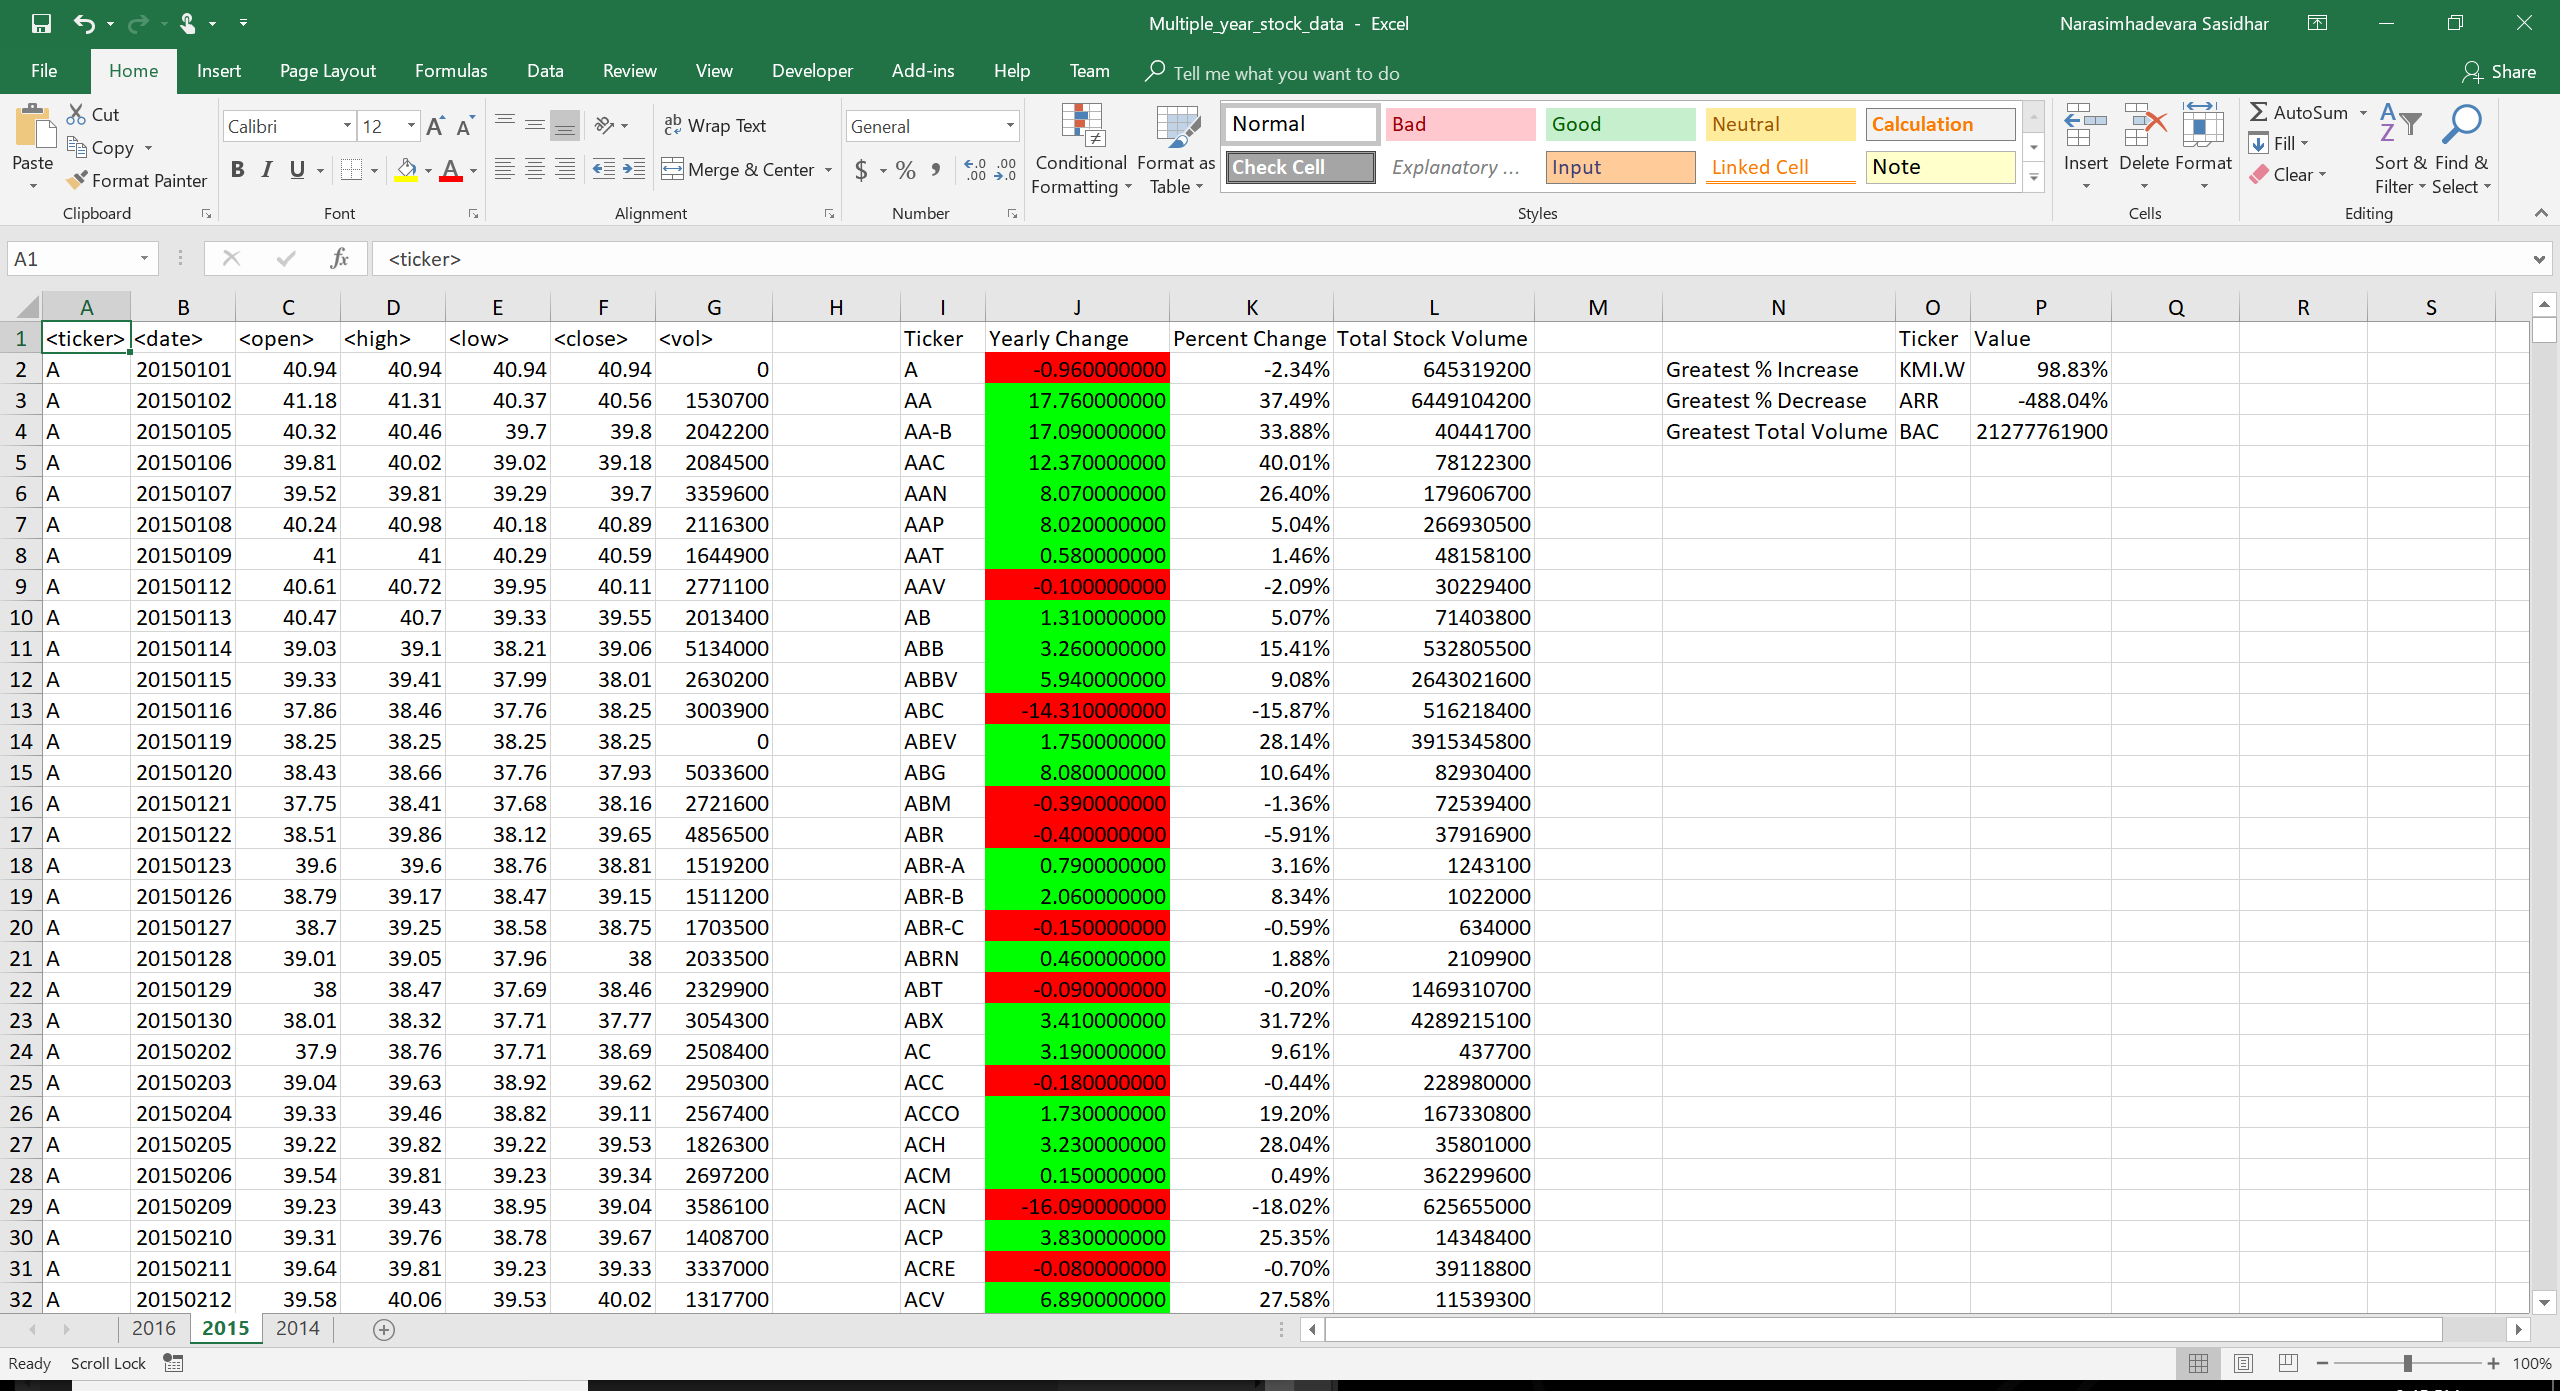 Multiple_year_stock_data - Excel Narasimhadevara Sasidhar
File Home Insert Page Layout Formulas Data Review View Developer Add-ins Help Team Tell me what you want to do Share
Paste Cut Copy Format Painter Clipboard
Calibri 12 B I U Font
Wrap Text Merge & Center Alignment
General $ % Number
Conditional Formatting Format as Table
Normal Bad Good Neutral Calculation
Check Cell Explanatory ... Input Linked Cell Note
Styles
Insert Delete Format Cells
AutoSum Fill Clear Sort & Filter Find & Select Editing
A1 fx <ticker>
A B C D E F G H I J K L M N O P Q R S
1 <ticker> <date> <open> <high> <low> <close> <vol> Ticker Yearly Change Percent Change Total Stock Volume Ticker Value
2 A 20150101 40.94 40.94 40.94 40.94 0 A -0.960000000 -2.34% 645319200 Greatest % Increase KMI.W 98.83%
3 A 20150102 41.18 41.31 40.37 40.56 1530700 AA 17.760000000 37.49% 6449104200 Greatest % Decrease ARR -488.04%
4 A 20150105 40.32 40.46 39.7 39.8 2042200 AA-B 17.090000000 33.88% 40441700 Greatest Total Volume BAC 21277761900
5 A 20150106 39.81 40.02 39.02 39.18 2084500 AAC 12.370000000 40.01% 78122300
6 A 20150107 39.52 39.81 39.29 39.7 3359600 AAN 8.070000000 26.40% 179606700
7 A 20150108 40.24 40.98 40.18 40.89 2116300 AAP 8.020000000 5.04% 266930500
8 A 20150109 41 41 40.29 40.59 1644900 AAT 0.580000000 1.46% 48158100
9 A 20150112 40.61 40.72 39.95 40.11 2771100 AAV -0.100000000 -2.09% 30229400
10 A 20150113 40.47 40.7 39.33 39.55 2013400 AB 1.310000000 5.07% 71403800
11 A 20150114 39.03 39.1 38.21 39.06 5134000 ABB 3.260000000 15.41% 532805500
12 A 20150115 39.33 39.41 37.99 38.01 2630200 ABBV 5.940000000 9.08% 2643021600
13 A 20150116 37.86 38.46 37.76 38.25 3003900 ABC -14.310000000 -15.87% 516218400
14 A 20150119 38.25 38.25 38.25 38.25 0 ABEV 1.750000000 28.14% 3915345800
15 A 20150120 38.43 38.66 37.76 37.93 5033600 ABG 8.080000000 10.64% 82930400
16 A 20150121 37.75 38.41 37.68 38.16 2721600 ABM -0.390000000 -1.36% 72539400
17 A 20150122 38.51 39.86 38.12 39.65 4856500 ABR -0.400000000 -5.91% 37916900
18 A 20150123 39.6 39.6 38.76 38.81 1519200 ABR-A 0.790000000 3.16% 1243100
19 A 20150126 38.79 39.17 38.47 39.15 1511200 ABR-B 2.060000000 8.34% 1022000
20 A 20150127 38.7 39.25 38.58 38.75 1703500 ABR-C -0.150000000 -0.59% 634000
21 A 20150128 39.01 39.05 37.96 38 2033500 ABRN 0.460000000 1.88% 2109900
22 A 20150129 38 38.47 37.69 38.46 2329900 ABT -0.090000000 -0.20% 1469310700
23 A 20150130 38.01 38.32 37.71 37.77 3054300 ABX 3.410000000 31.72% 4289215100
24 A 20150202 37.9 38.76 37.71 38.69 2508400 AC 3.190000000 9.61% 437700
25 A 20150203 39.04 39.63 38.92 39.62 2950300 ACC -0.180000000 -0.44% 228980000
26 A 20150204 39.33 39.46 38.82 39.11 2567400 ACCO 1.730000000 19.20% 167330800
27 A 20150205 39.22 39.82 39.22 39.53 1826300 ACH 3.230000000 28.04% 35801000
28 A 20150206 39.54 39.81 39.23 39.34 2697200 ACM 0.150000000 0.49% 362299600
29 A 20150209 39.23 39.43 38.95 39.04 3586100 ACN -16.090000000 -18.02% 625655000
30 A 20150210 39.31 39.76 38.78 39.67 1408700 ACP 3.830000000 25.35% 14348400
31 A 20150211 39.64 39.81 39.23 39.33 3337000 ACRE -0.080000000 -0.70% 39118800
32 A 20150212 39.58 40.06 39.53 40.02 1317700 ACV 6.890000000 27.58% 11539300
2016 2015 2014
Ready Scroll Lock 100%